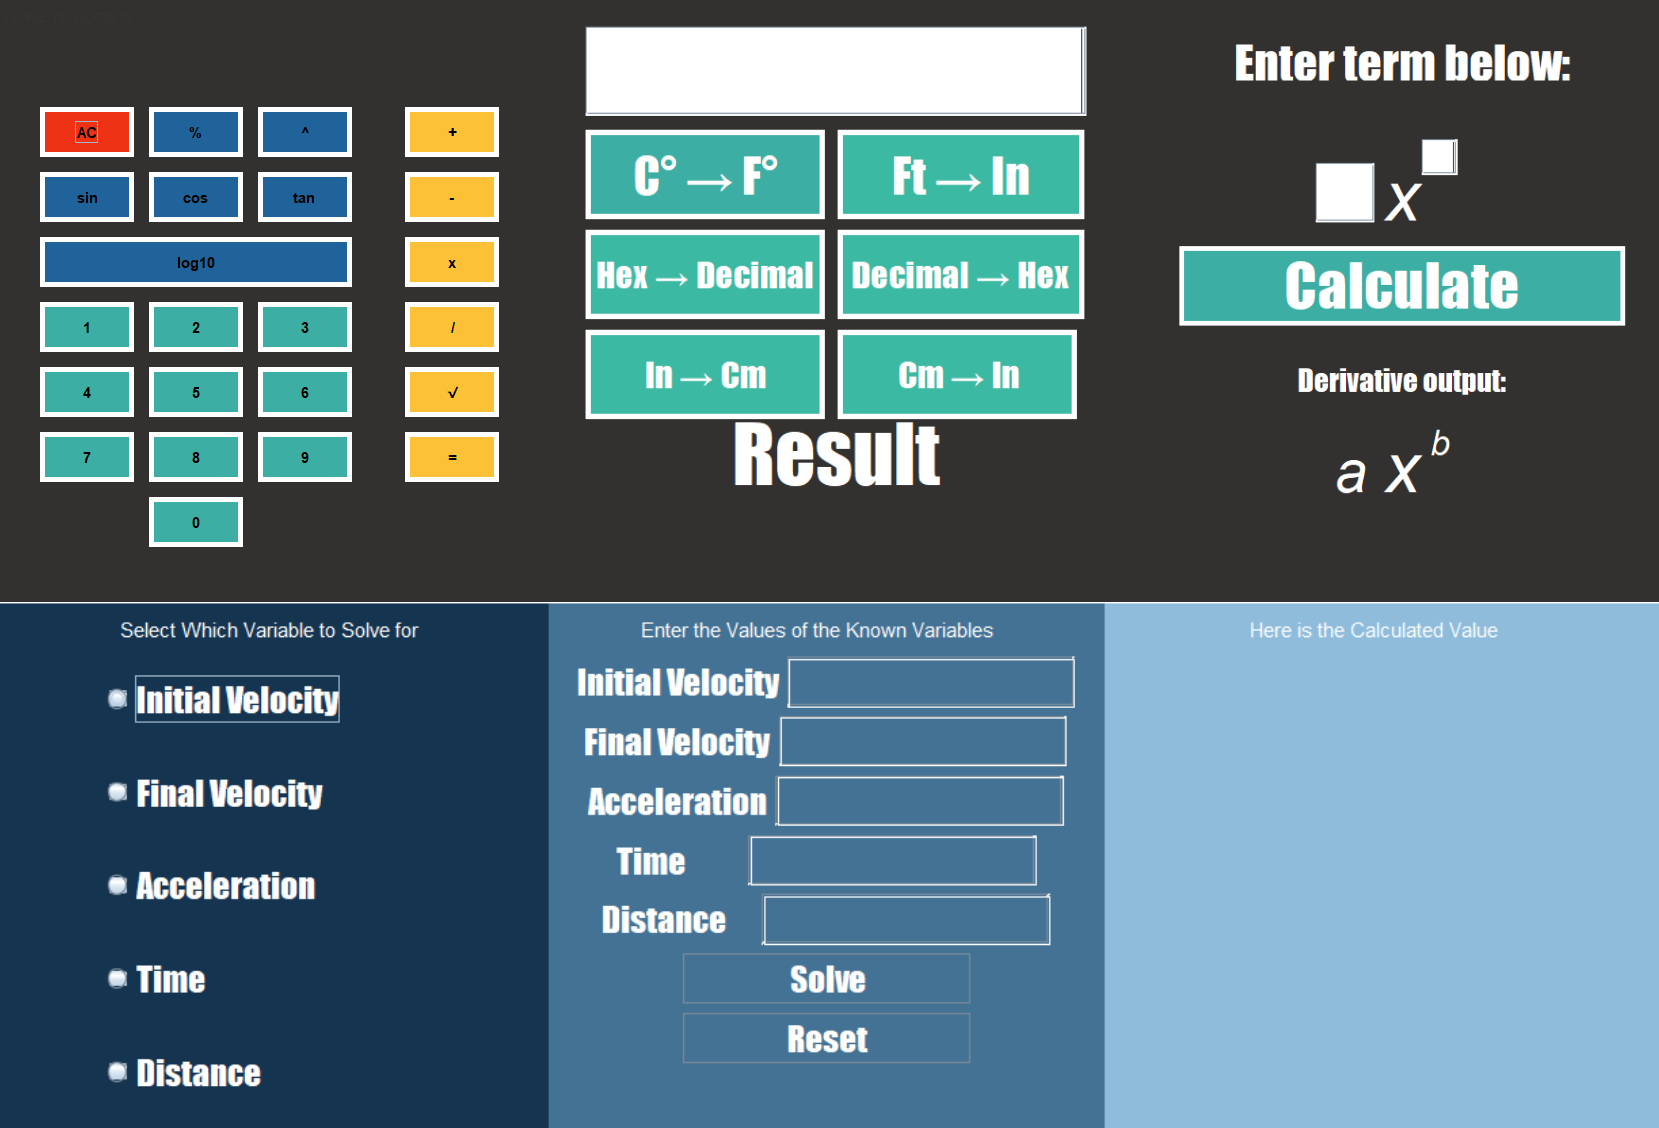 AC % ^ +
sin cos tan -
log10 x
1 2 3 /
4 5 6 √
7 8 9 =
0
C° → F° Ft → In
Hex → Decimal Decimal → Hex
In → Cm Cm → In
Result
Enter term below:
x
Calculate
Derivative output:
a x b
Select Which Variable to Solve for
Initial Velocity
Final Velocity
Acceleration
Time
Distance
Enter the Values of the Known Variables
Initial Velocity
Final Velocity
Acceleration
Time
Distance
Solve
Reset
Here is the Calculated Value